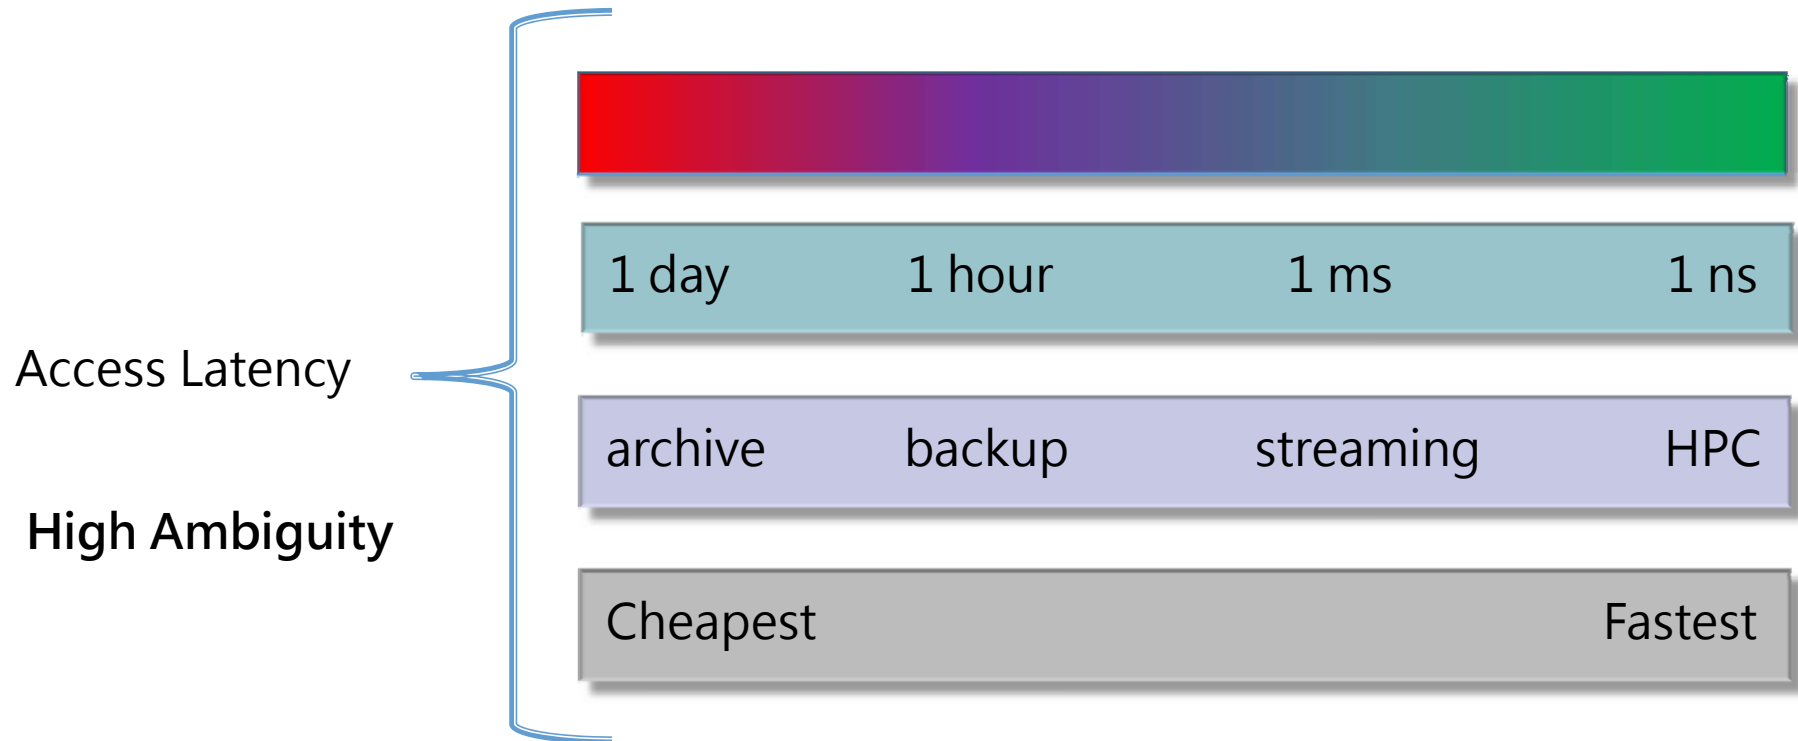 Access Latency
High Ambiguity
1 day 1 hour 1 ms 1 ns
archive backup streaming HPC
Cheapest Fastest